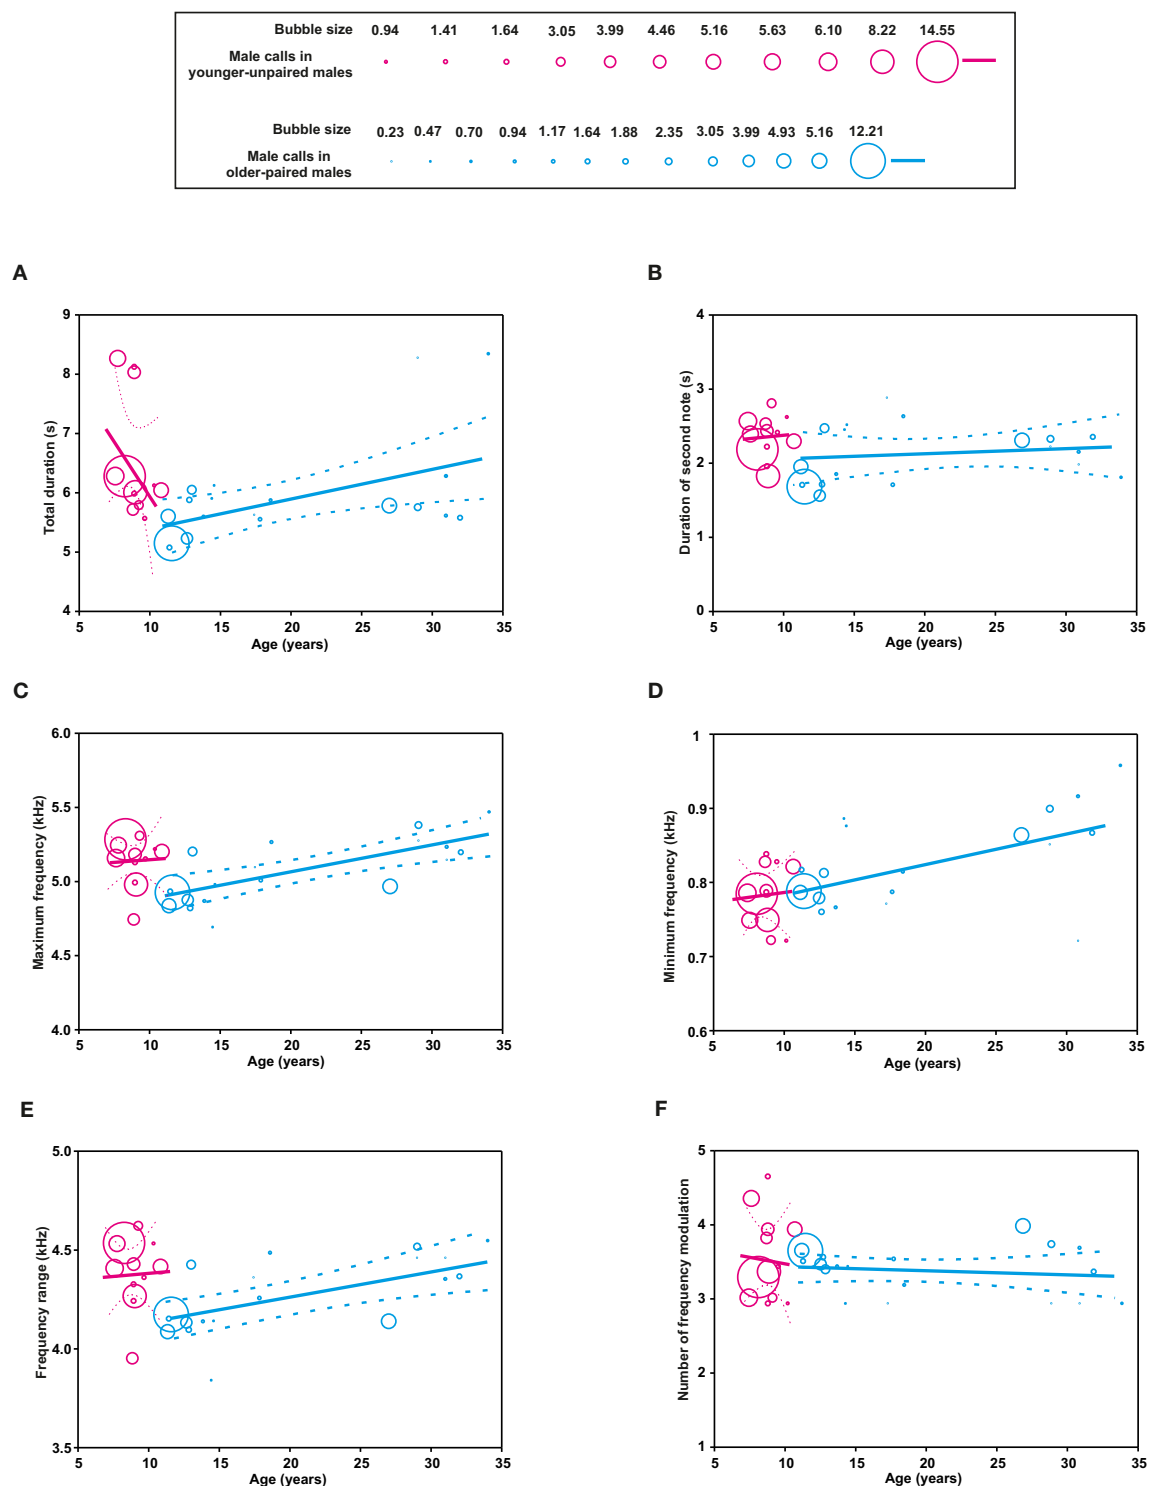 Bubble size 0.94 1.41 1.64 3.05 3.99 4.46 5.16 5.63 6.10 8.22 14.55
Male calls in
younger-unpaired males
Bubble size 0.23 0.47 0.70 0.94 1.17 1.64 1.88 2.35 3.05 3.99 4.93 5.16 12.21
Male calls in
older-paired males
A
9
8
7
6
5
4
Total duration (s)
5 10 15 20 25 30 35
Age (years)
B
4
3
2
1
0
Duration of second note (s)
5 10 15 20 25 30 35
Age (years)
C
6.0
5.5
5.0
4.5
4.0
Maximum frequency (kHz)
5 10 15 20 25 30 35
Age (years)
D
1
0.9
0.8
0.7
0.6
Minimum frequency (kHz)
5 10 15 20 25 30 35
Age (years)
E
5.0
4.5
4.0
3.5
Frequency range (kHz)
5 10 15 20 25 30 35
Age (years)
F
5
4
3
2
1
Number of frequency modulation
5 10 15 20 25 30 35
Age (years)